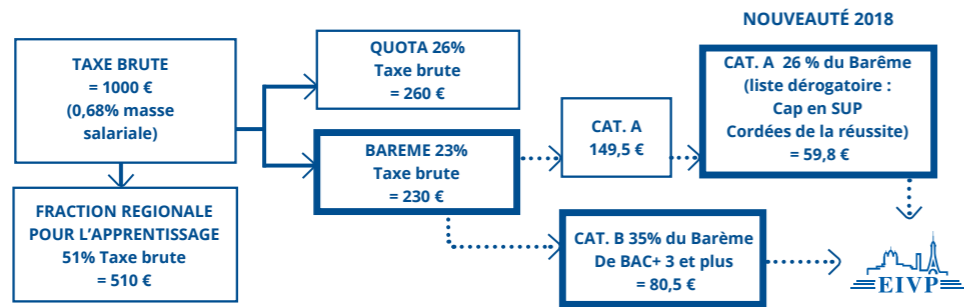 NOUVEAUTÉ 2018
TAXE BRUTE
= 1000 €
(0,68% masse
salariale)
FRACTION REGIONALE
POUR L'APPRENTISSAGE
51% Taxe brute
= 510 €
QUOTA 26%
Taxe brute
= 260 €
BAREME 23%
Taxe brute
= 230 €
CAT. A
149,5 €
CAT. A 26 % du Barême
(liste dérogatoire :
Cap en SUP
Cordées de la réussite)
= 59,8 €
CAT. B 35% du Barème
De BAC+ 3 et plus
= 80,5 €
EIVP